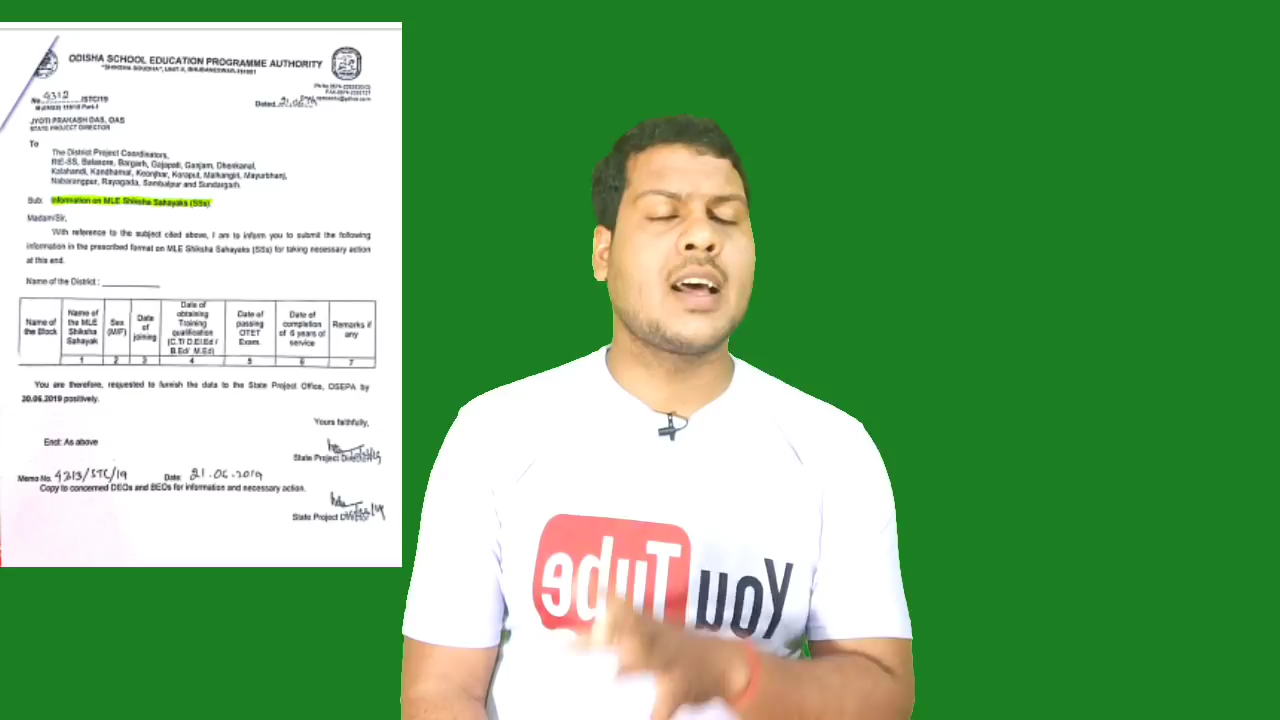 ODISHA SCHOOL EDUCATION PROGRAMME AUTHORITY
"SHIKSHA SOUDHA", UNIT-V, BHUBANESWAR-751001
No. 4312 /STC/19
Dated. 21.06.19
JYOTI PRAKASH DAS, OAS
STATE PROJECT DIRECTOR
To
The District Project Coordinators,
RtE-SS, Balasore, Bargarh, Gajapati, Ganjam, Dhenkanal,
Kalahandi, Kandhamal, Keonjhar, Koraput, Malkangiri, Mayurbhanj,
Nabarangpur, Rayagada, Sambalpur and Sundargarh.
Sub: Information on MLE Shiksha Sahayaks (SSs)
Madam/Sir,
With reference to the subject cited above, I am to inform you to submit the following
information in the prescribed format on MLE Shiksha Sahayaks (SSs) for taking necessary action
at this end.
Name of the District :
Name of the Block
Name of the MLE Shiksha Sahayak
Sex (M/F)
Date of joining
Date of obtaining Training qualification (C.T/ D.El.Ed / B.Ed/ M.Ed)
Date of passing OTET Exam.
Date of completion of 6 years of service
Remarks if any
1 2 3 4 5 6 7
You are therefore, requested to furnish the data to the State Project Office, OSEPA by
30.06.2019 positively.
Yours faithfully,
Encl: As above
State Project Director
Memo No. 4313/STC/19 Date: 21.06.2019
Copy to concerned DEOs and BEOs for information and necessary action.
State Project Director
YouTube